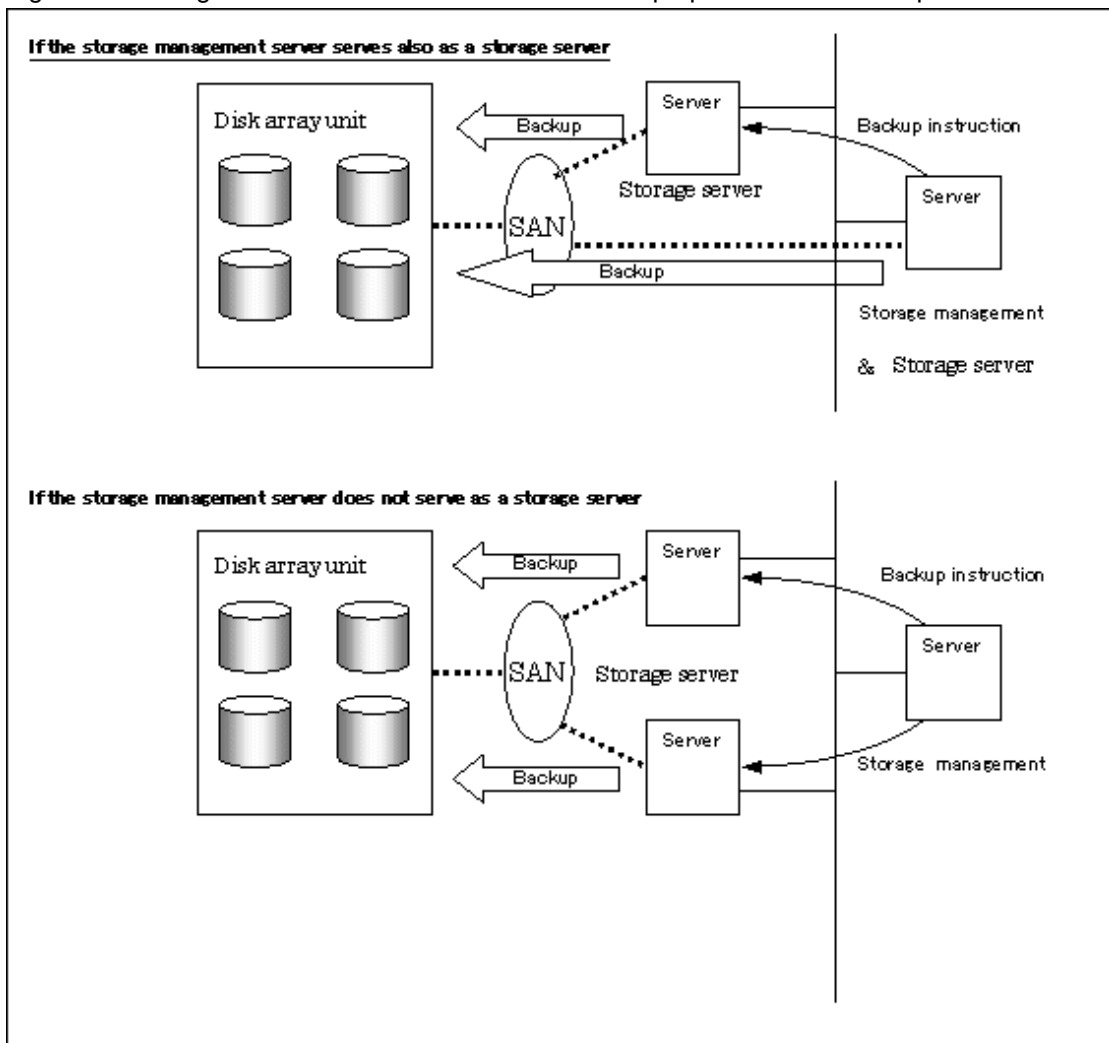 If the storage management server serves also as a storage server
Server
Disk array unit
Backup
Backup instruction
Storage server
Server
SAN
Backup
Storage management
& Storage server
If the storage management server does not serve as a storage server
Server
Disk array unit
Backup
Backup instruction
Server
SAN
Storage server
Server
Storage management
Backup